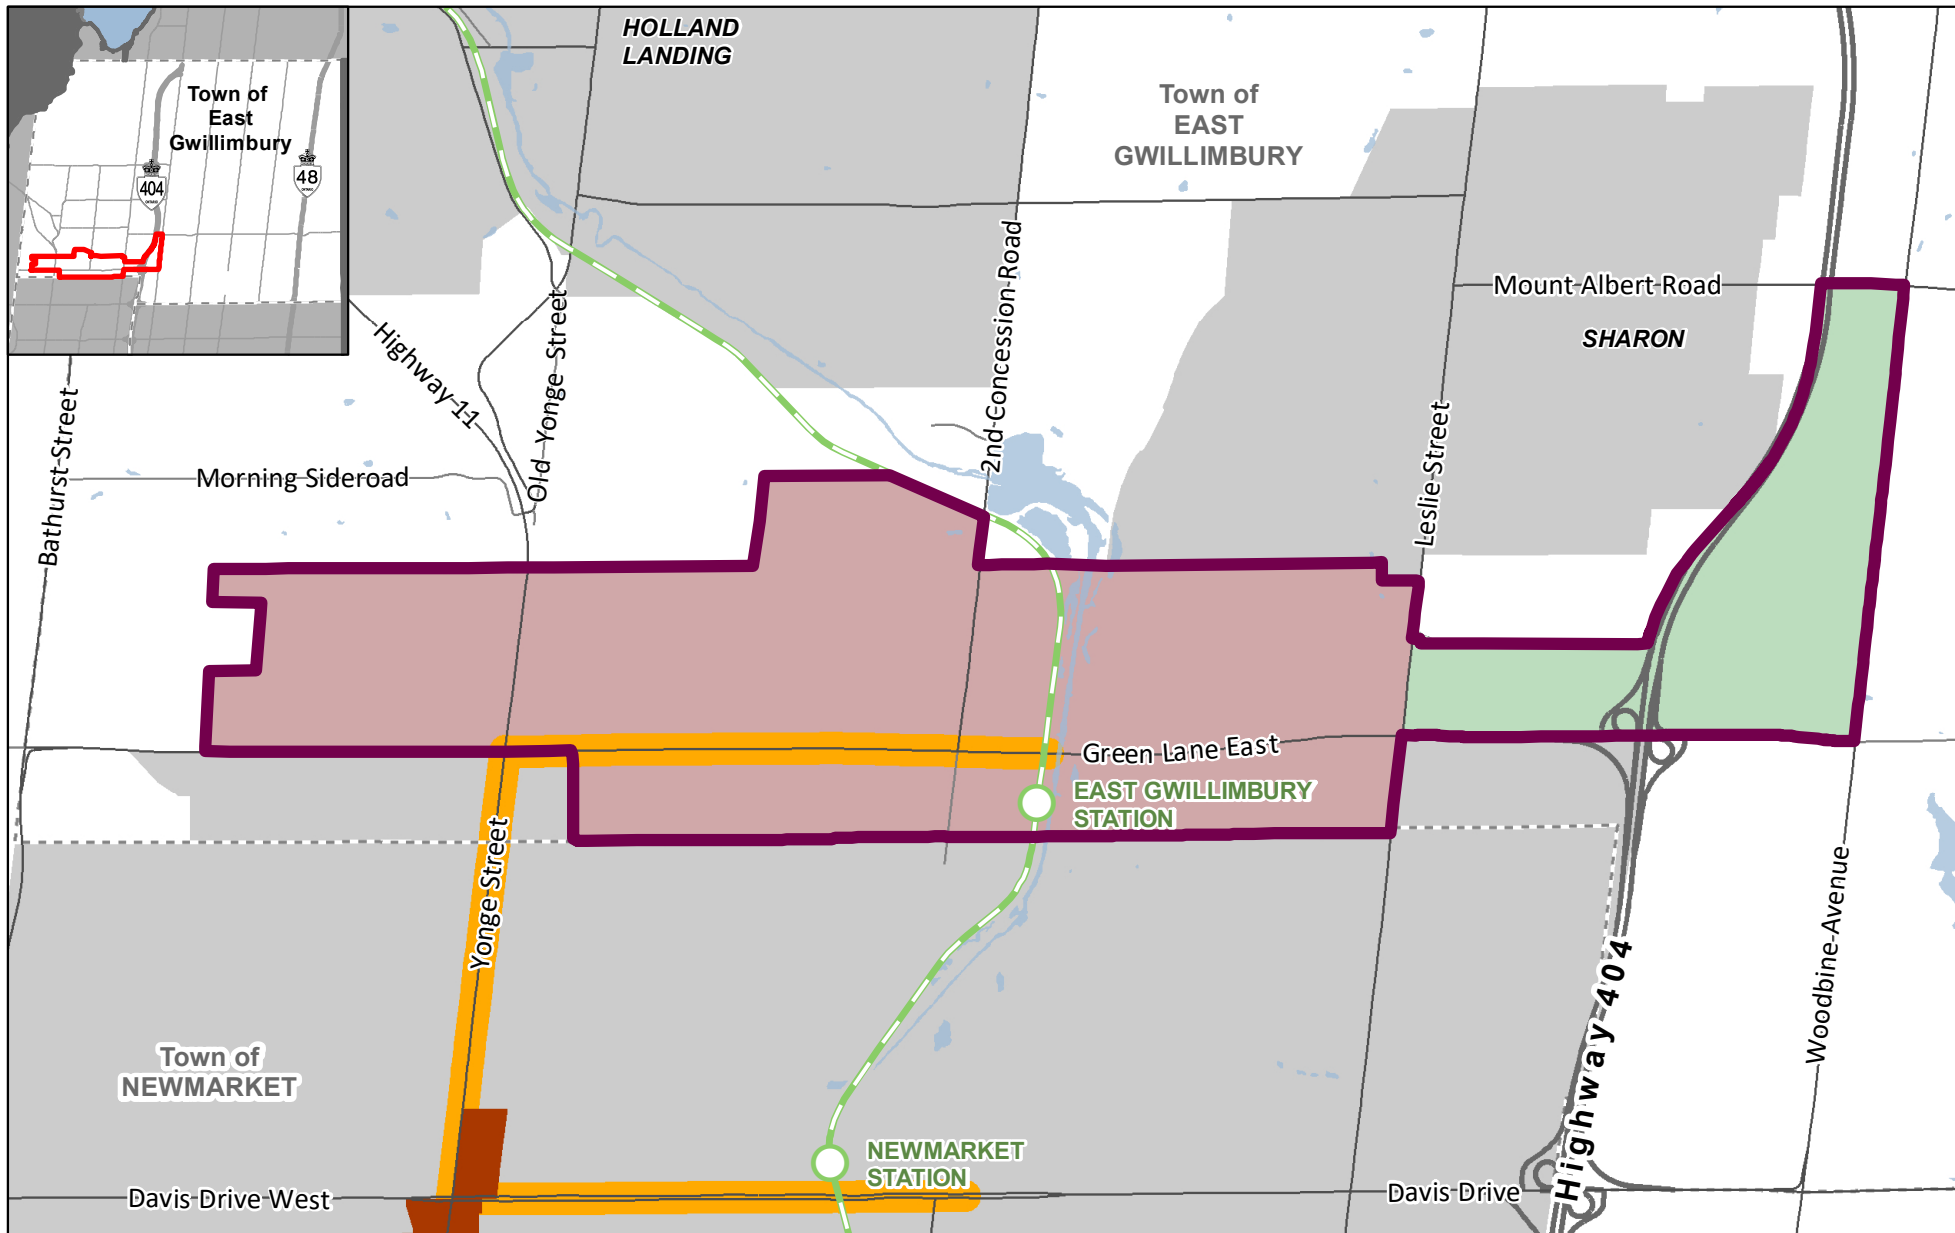 HOLLAND
LANDING
Town of
East
Gwillimbury
404
ONTARIO
48
ONTARIO
Town of
EAST
GWILLIMBURY
Mount Albert Road
SHARON
2nd Concession Road
Old Yonge Street
Highway 11
Bathurst Street
Morning Sideroad
Leslie Street
Green Lane East
EAST GWILLIMBURY
STATION
Yonge Street
Woodbine Avenue
Highway 404
Town of
NEWMARKET
NEWMARKET
STATION
Davis Drive West
Davis Drive